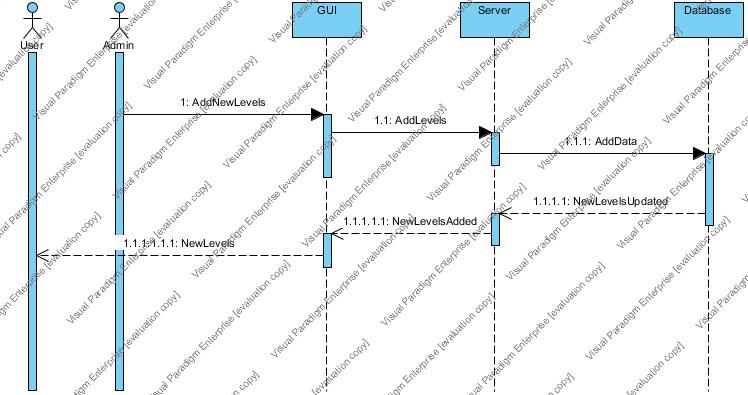 GUI
Server
Database
User
Admin
1: AddNewLevels
1.1: AddLevels
1.1.1: AddData
1.1.1.1: NewLevelsUpdated
1.1.1.1.1: NewLevelsAdded
1.1.1.1.1.1: NewLevels
Visual Paradigm Enterprise [evaluation copy]